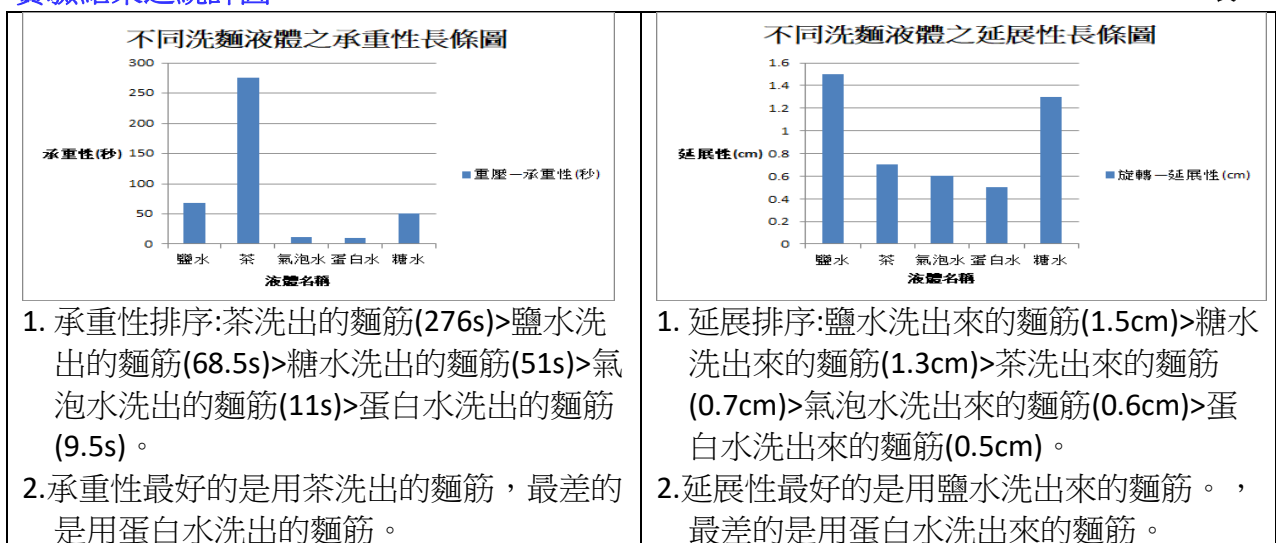 不同洗麵液體之承重性長條圖
300
250
200
150
100
50
0
承重性(秒)
鹽水 茶 氣泡水 蛋白水 糖水
液體名稱
重壓—承重性(秒)
1. 承重性排序:茶洗出的麵筋(276s)>鹽水洗
出的麵筋(68.5s)>糖水洗出的麵筋(51s)>氣
泡水洗出的麵筋(11s)>蛋白水洗出的麵筋
(9.5s)。
2.承重性最好的是用茶洗出的麵筋，最差的
是用蛋白水洗出的麵筋。
不同洗麵液體之延展性長條圖
1.6
1.4
1.2
1
0.8
0.6
0.4
0.2
0
延展性(cm)
鹽水 茶 氣泡水 蛋白水 糖水
液體名稱
旋轉—延展性(cm)
1. 延展排序:鹽水洗出來的麵筋(1.5cm)>糖水
洗出來的麵筋(1.3cm)>茶洗出來的麵筋
(0.7cm)>氣泡水洗出來的麵筋(0.6cm)>蛋
白水洗出來的麵筋(0.5cm)。
2.延展性最好的是用鹽水洗出來的麵筋。，
最差的是用蛋白水洗出來的麵筋。